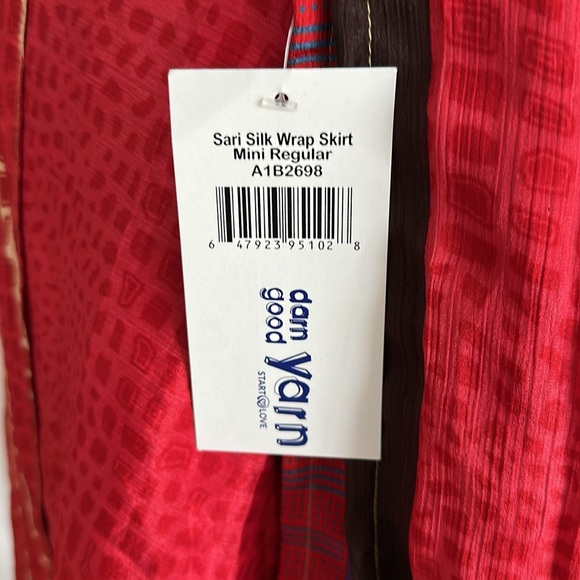 Sari Silk Wrap Skirt
Mini Regular
A1B2698
6 47923 95102 8
darn
good
yarn
START W/ LOVE